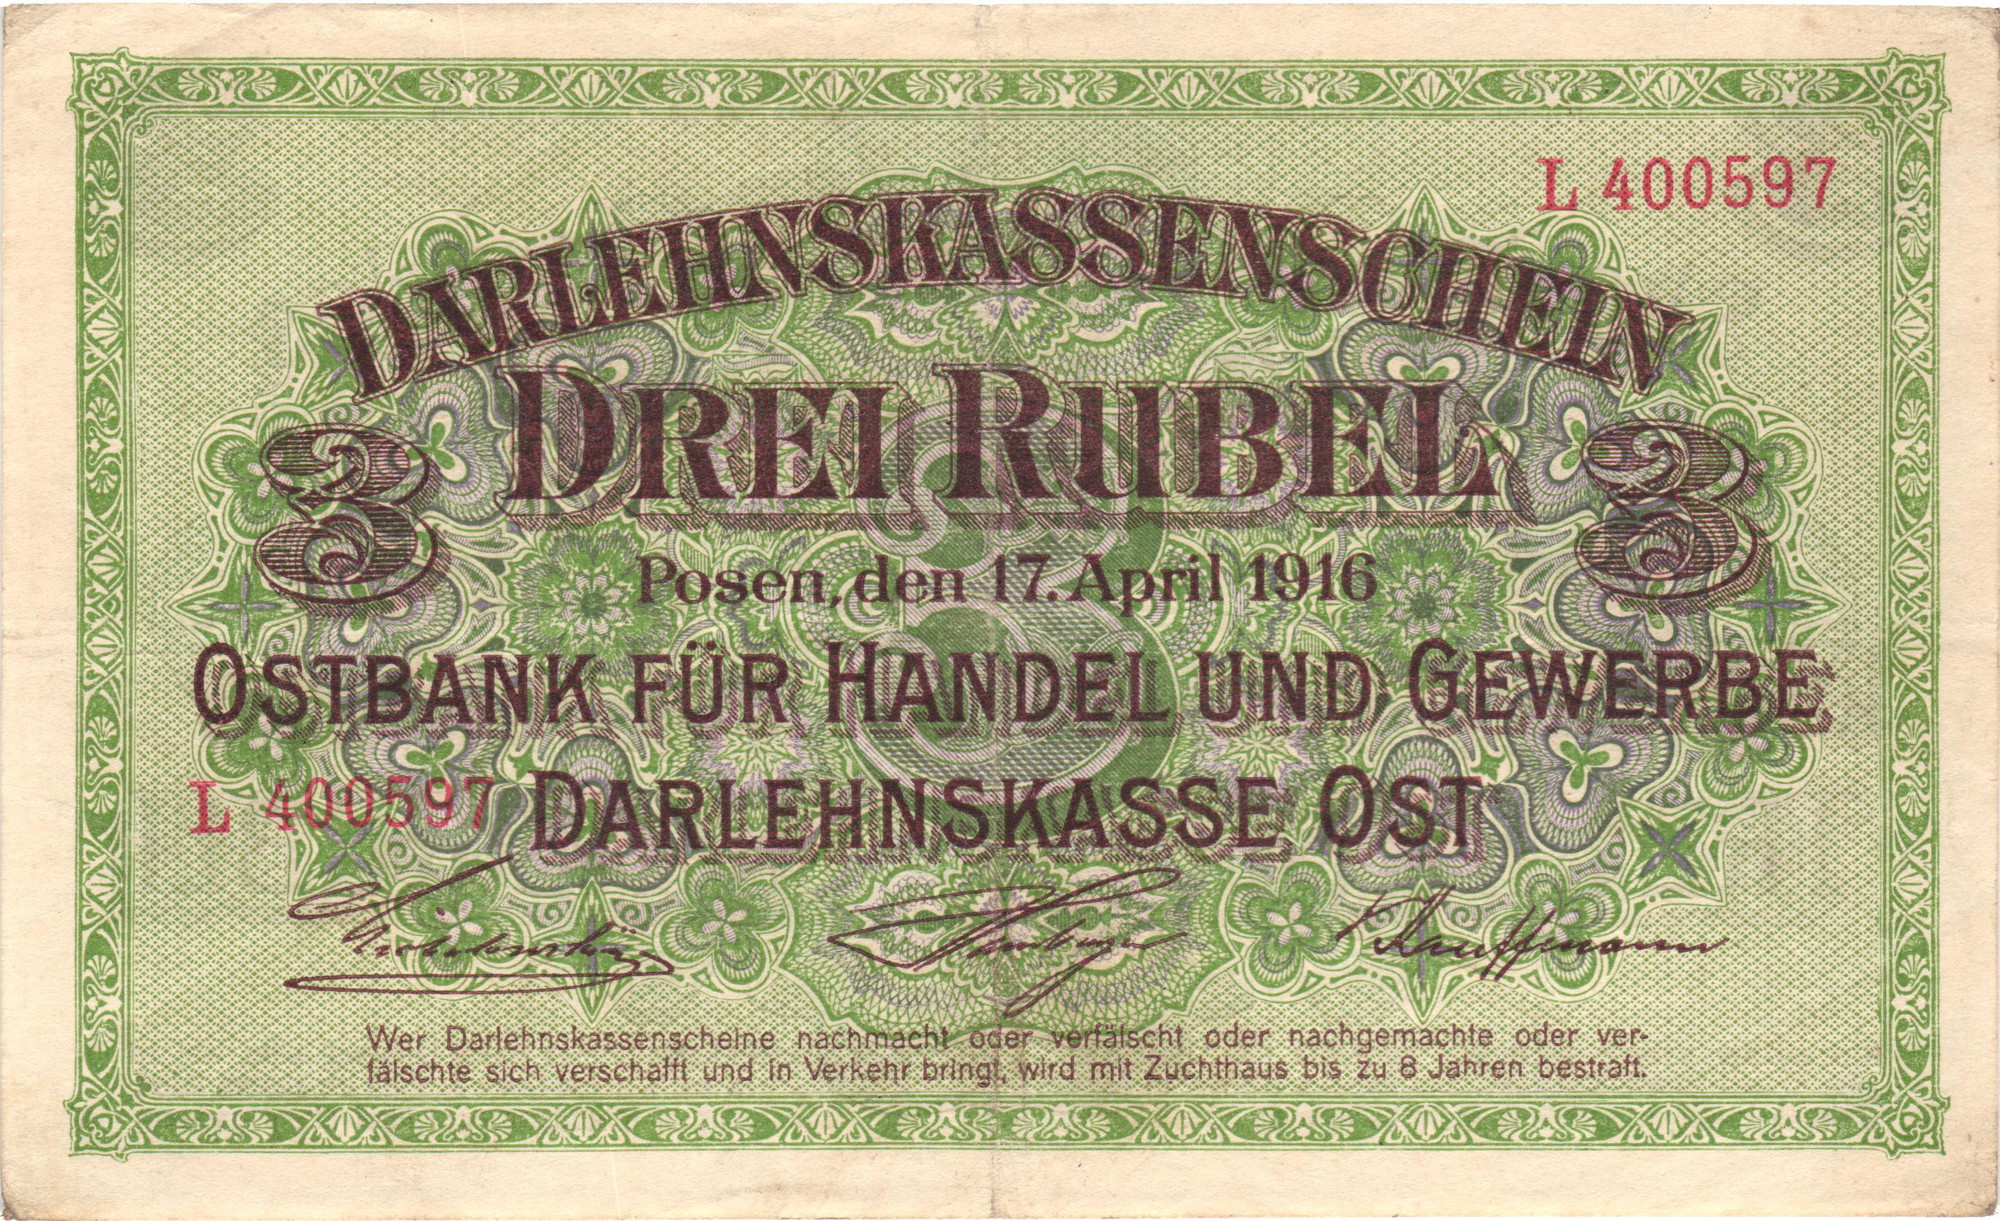 L 400597
DARLEHNSKASSENSCHEIN
3 DREI RUBEL 3
Posen, den 17. April 1916
OSTBANK FÜR HANDEL UND GEWERBE
L 400597 DARLEHNSKASSE OST
Kauffmann
Wer Darlehnskassenscheine nachmacht oder verfälscht oder nachgemachte oder ver-
fälschte sich verschafft und in Verkehr bringt, wird mit Zuchthaus bis zu 8 Jahren bestraft.